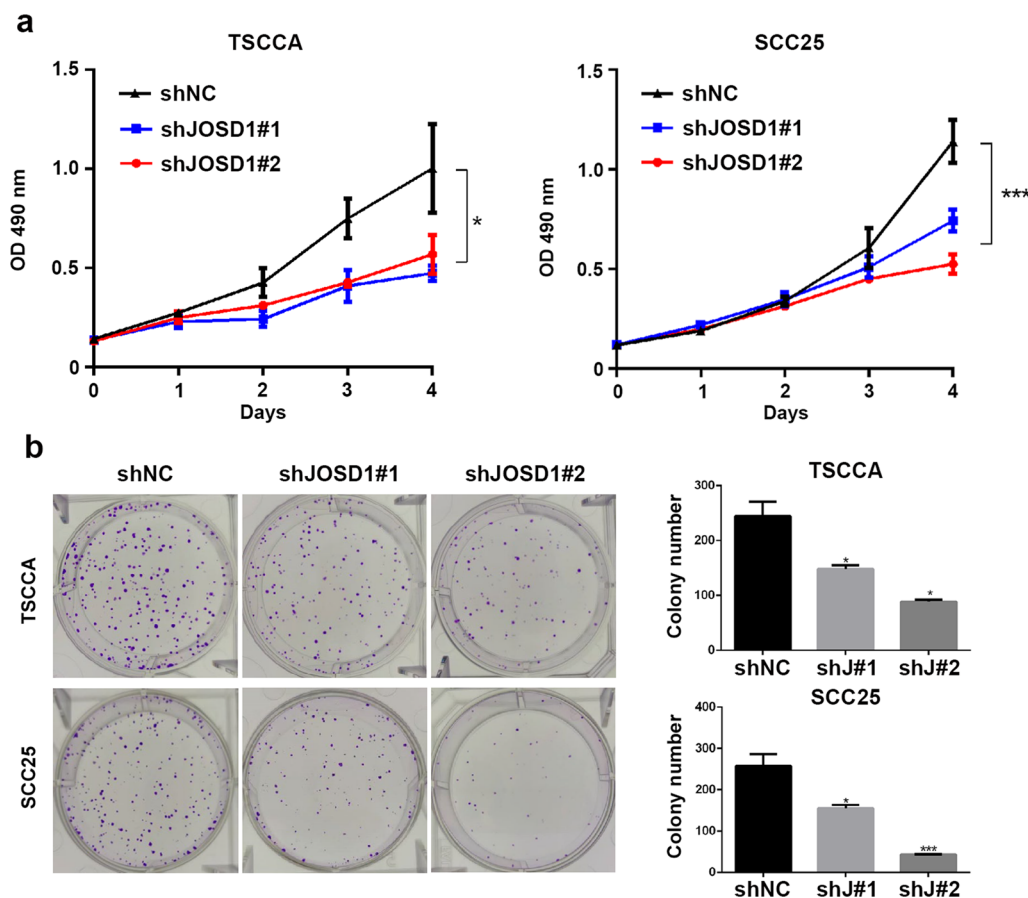 a
TSCCA
1.5
1.0
0.5
0
OD 490 nm
shNC
shJOSD1#1
shJOSD1#2
*
0 1 2 3 4
Days
SCC25
1.5
1.0
0.5
0
OD 490 nm
shNC
shJOSD1#1
shJOSD1#2
***
0 1 2 3 4
Days
b
shNC shJOSD1#1 shJOSD1#2
TSCCA
SCC25
TSCCA
300
200
100
0
Colony number
*
*
shNC shJ#1 shJ#2
SCC25
400
300
200
100
0
Colony number
*
***
shNC shJ#1 shJ#2